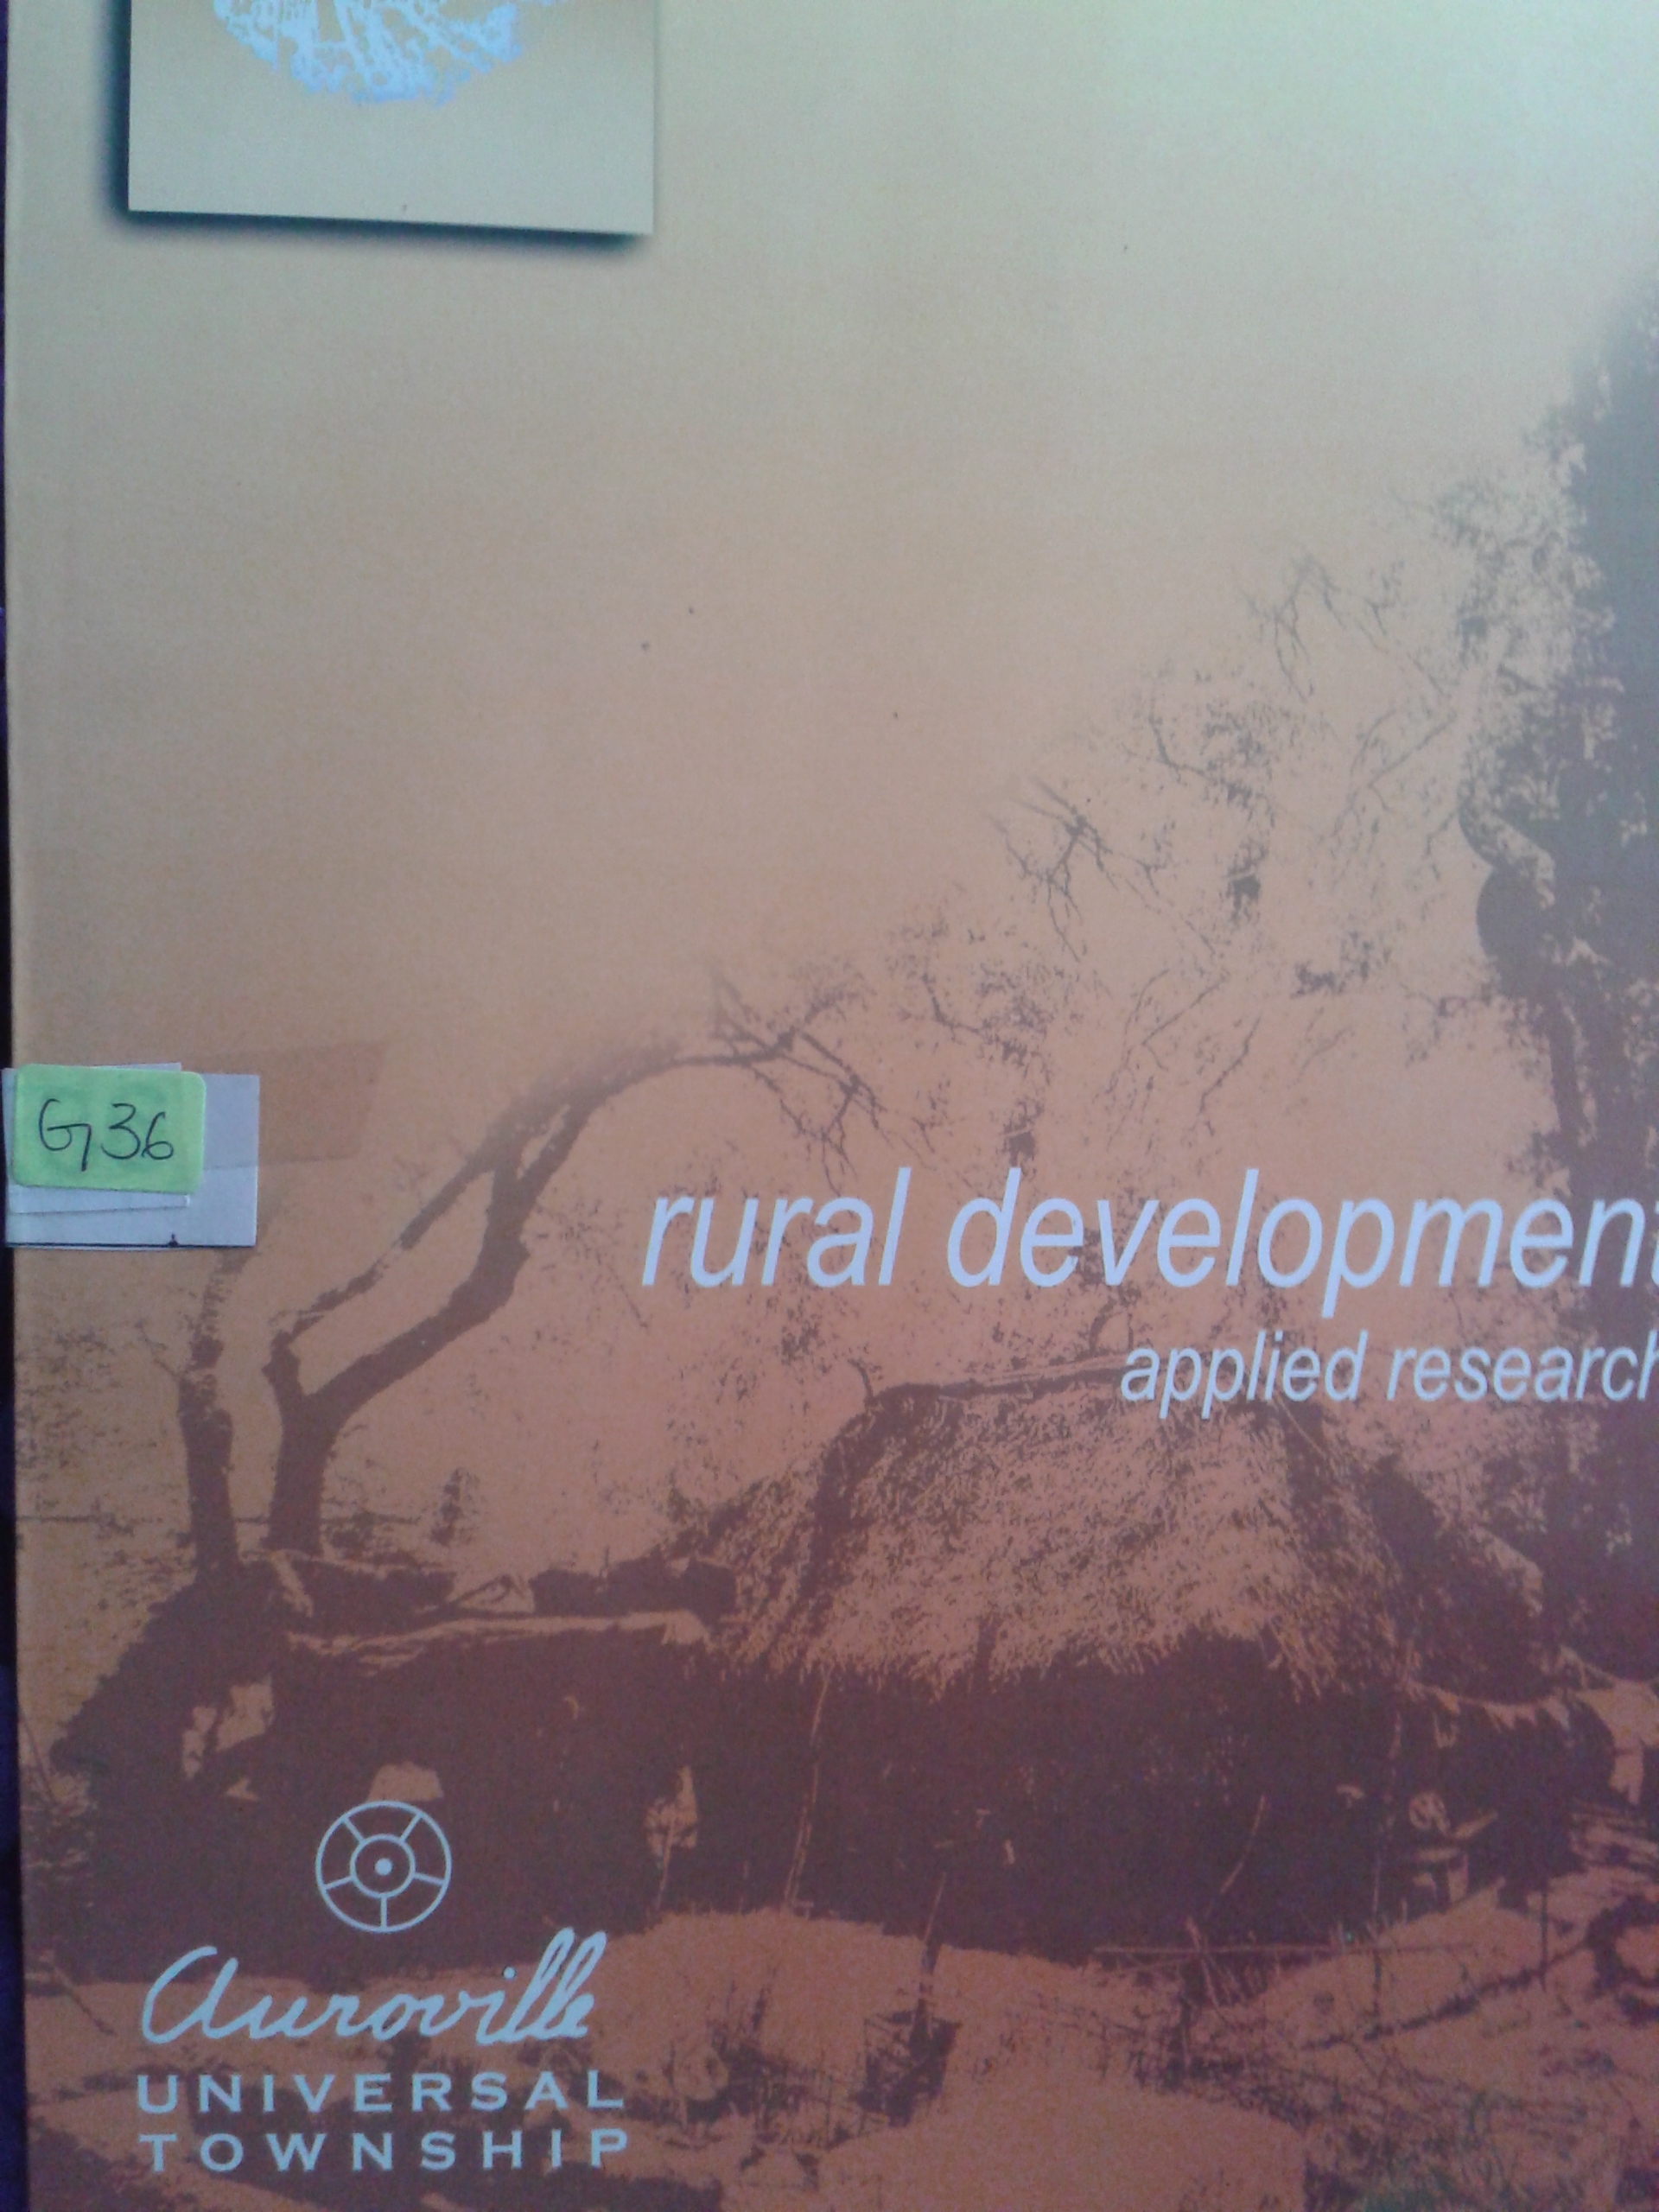 G36
rural development
applied research
auroville
UNIVERSAL
TOWNSHIP